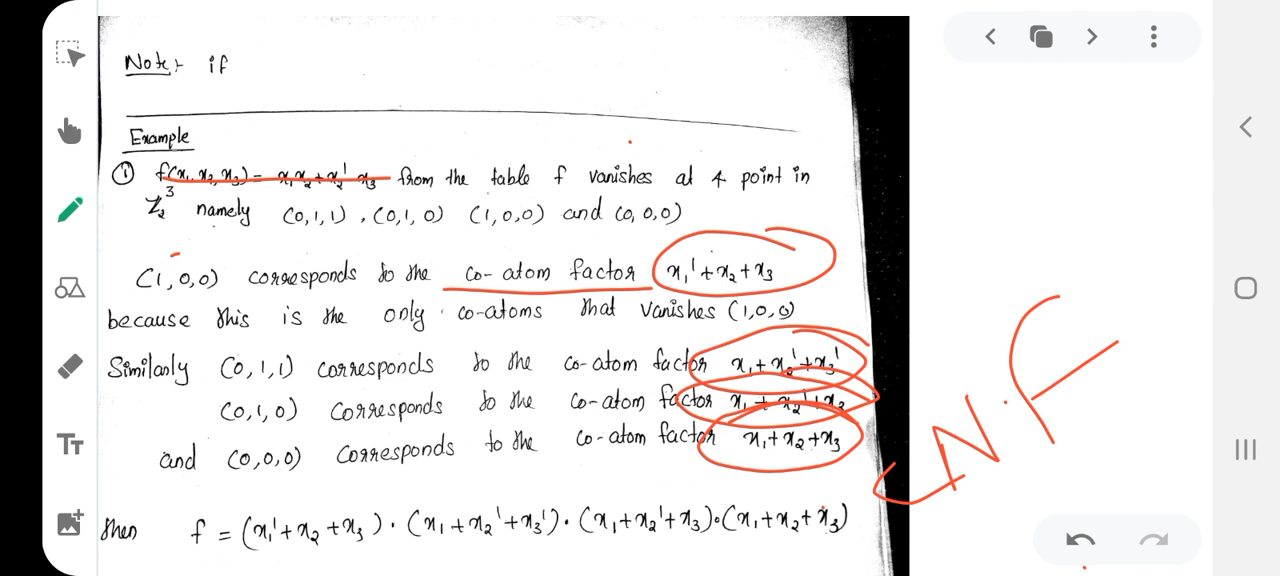 Note:- if
Example
① f(x₁, x₂, x₃) = x₁x₂ + x₂' x₃ from the table f vanishes at 4 point in
Z₂³ namely (0,1,1), (0,1,0) (1,0,0) and (0,0,0)
(1,0,0) corresponds to the co-atom factor x₁' + x₂ + x₃
because this is the only co-atoms that vanishes (1,0,0)
Similarly (0,1,1) corresponds to the co-atom factor x₁ + x₂' + x₃'
(0,1,0) corresponds to the co-atom factor x₁ + x₂' + x₃
and (0,0,0) corresponds to the co-atom factor x₁ + x₂ + x₃
C.N.F
then f = (x₁' + x₂ + x₃) · (x₁ + x₂' + x₃') · (x₁ + x₂' + x₃) · (x₁ + x₂ + x₃)
TT